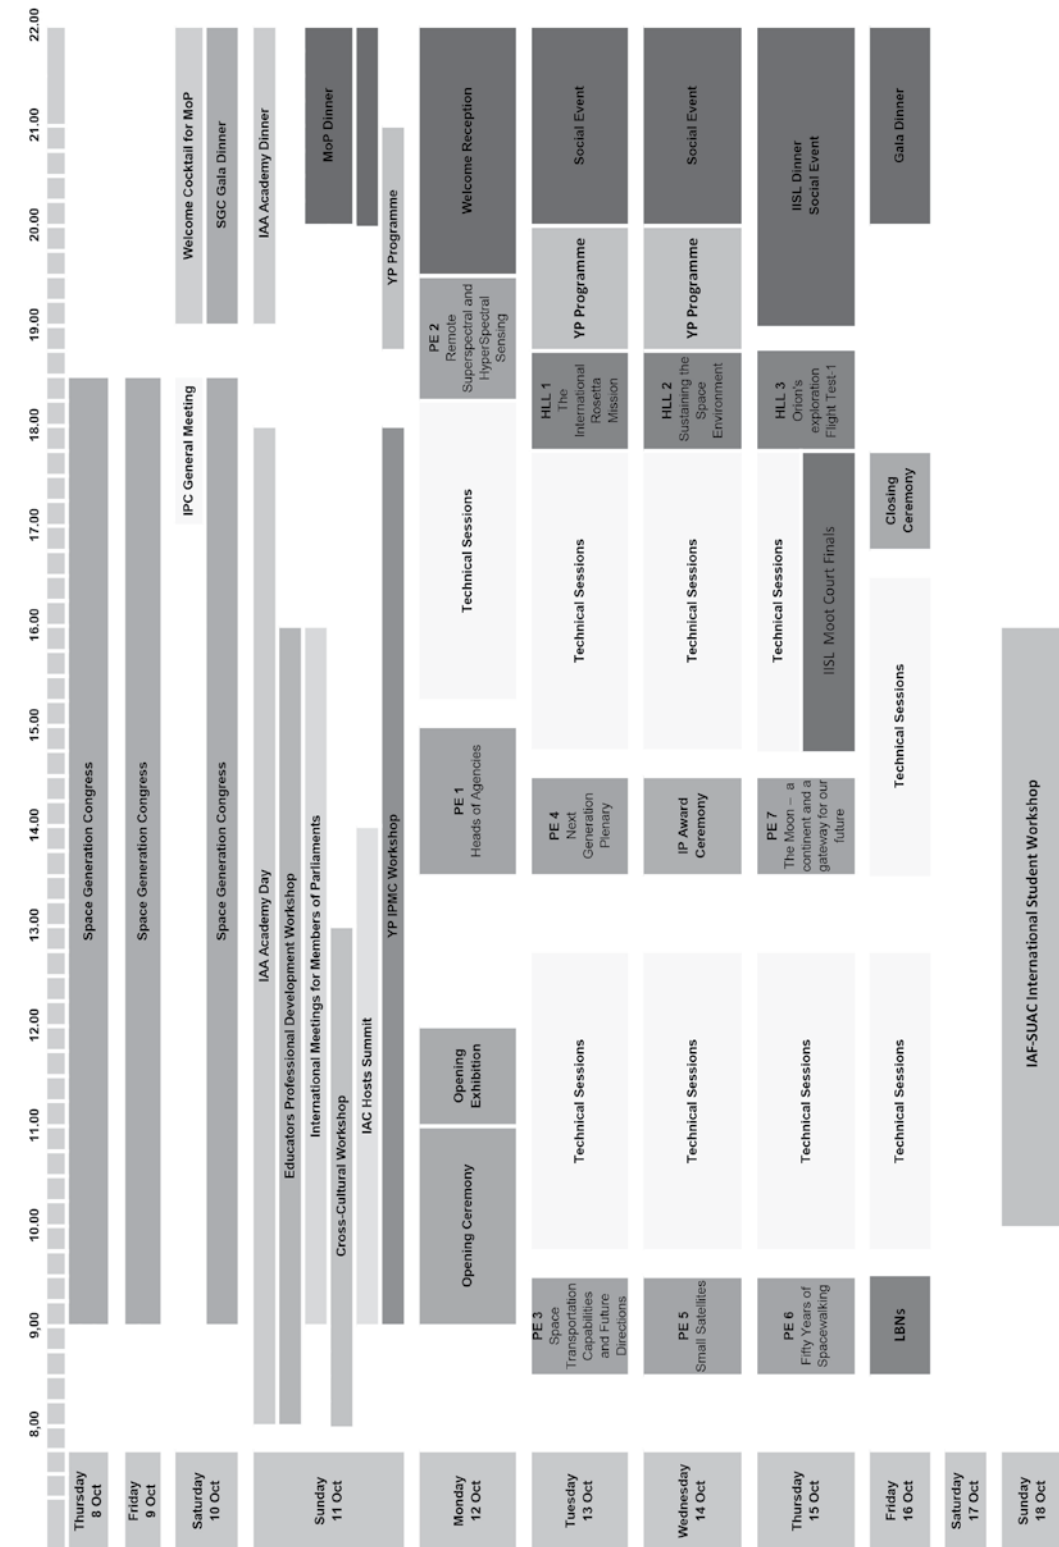 8,00
9,00
10.00
11.00
12.00
13.00
14.00
15.00
16.00
17.00
18.00
19.00
20.00
21.00
22.00
Thursday
8 Oct
Space Generation Congress
Friday
9 Oct
Space Generation Congress
Saturday
10 Oct
IPC General Meeting
Welcome Cocktail for MoP
Space Generation Congress
SGC Gala Dinner
Sunday
11 Oct
IAA Academy Day
IAA Academy Dinner
Educators Professional Development Workshop
International Meetings for Members of Parliaments
MoP Dinner
Cross-Cultural Workshop
IAC Hosts Summit
YP IPMC Workshop
YP Programme
Monday
12 Oct
Opening Ceremony
Opening
Exhibition
PE 1
Heads of Agencies
Technical Sessions
PE 2
Remote
Superspectral and
HyperSpectral
Sensing
Welcome Reception
Tuesday
13 Oct
PE 3
Space
Transportation
Capabilities
and Future
Directions
Technical Sessions
PE 4
Next
Generation
Plenary
Technical Sessions
HLL 1
The
International
Rosetta
Mission
YP Programme
Social Event
Wednesday
14 Oct
PE 5
Small Satellites
Technical Sessions
IP Award
Ceremony
Technical Sessions
HLL 2
Sustaining the
Space
Environment
YP Programme
Social Event
Thursday
15 Oct
PE 6
Fifty Years of
Spacewalking
Technical Sessions
PE 7
The Moon – a
continent and a
gateway for our
future
Technical Sessions
IISL Moot Court Finals
HLL 3
Orion's
exploration
Flight Test-1
IISL Dinner
Social Event
Friday
16 Oct
LBNs
Technical Sessions
Technical Sessions
Closing
Ceremony
Gala Dinner
Saturday
17 Oct
Sunday
18 Oct
IAF-SUAC International Student Workshop